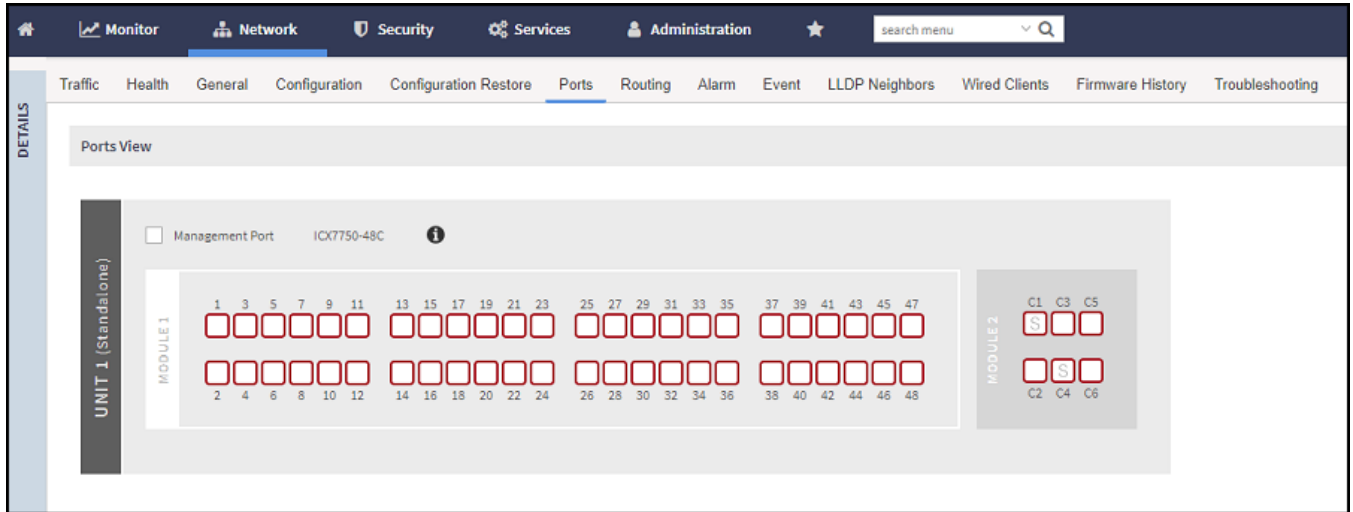 Monitor Network Security Services Administration search menu
Traffic Health General Configuration Configuration Restore Ports Routing Alarm Event LLDP Neighbors Wired Clients Firmware History Troubleshooting
DETAILS
Ports View
UNIT 1 (Standalone)
Management Port ICX7750-48C
MODULE 1
1 3 5 7 9 11 13 15 17 19 21 23 25 27 29 31 33 35 37 39 41 43 45 47
2 4 6 8 10 12 14 16 18 20 22 24 26 28 30 32 34 36 38 40 42 44 46 48
MODULE 2
C1 C3 C5
S
S
C2 C4 C6